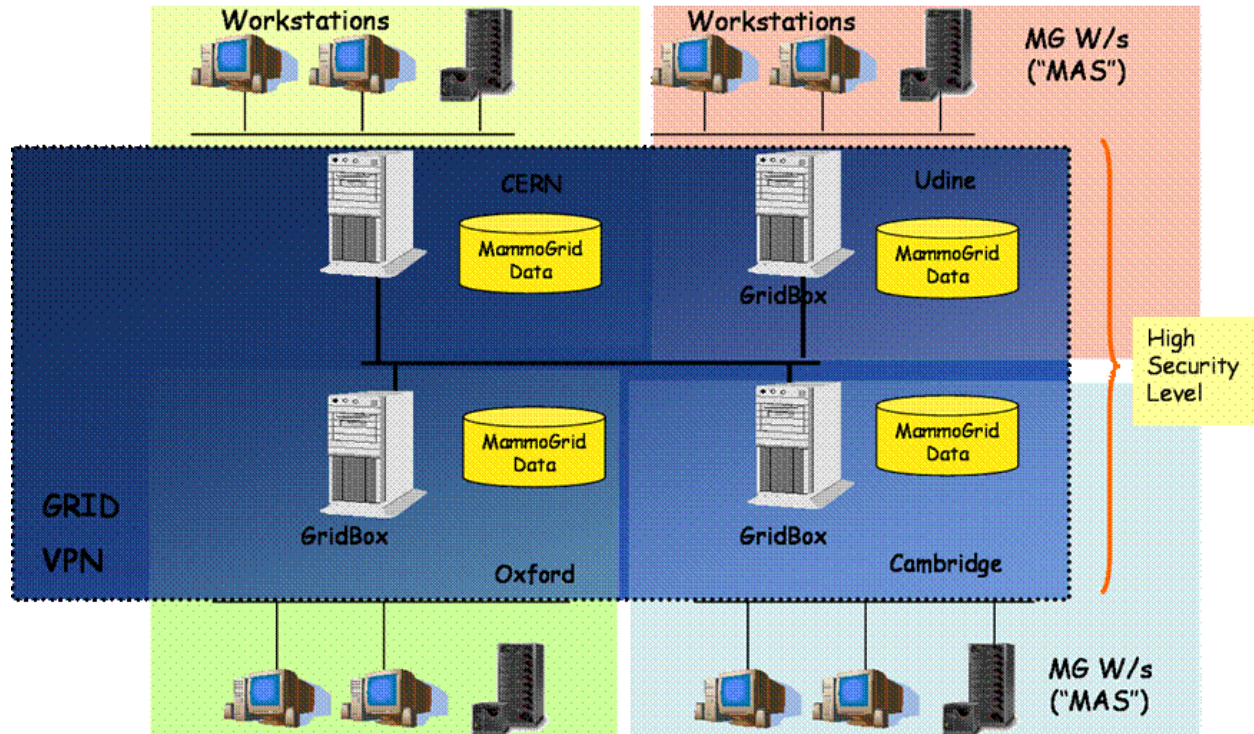 Workstations
Workstations
MG W/s
("MAS")
CERN
Udine
MammoGrid
Data
MammoGrid
Data
GridBox
High
Security
Level
MammoGrid
Data
MammoGrid
Data
GRID
VPN
GridBox
GridBox
Oxford
Cambridge
MG W/s
("MAS")